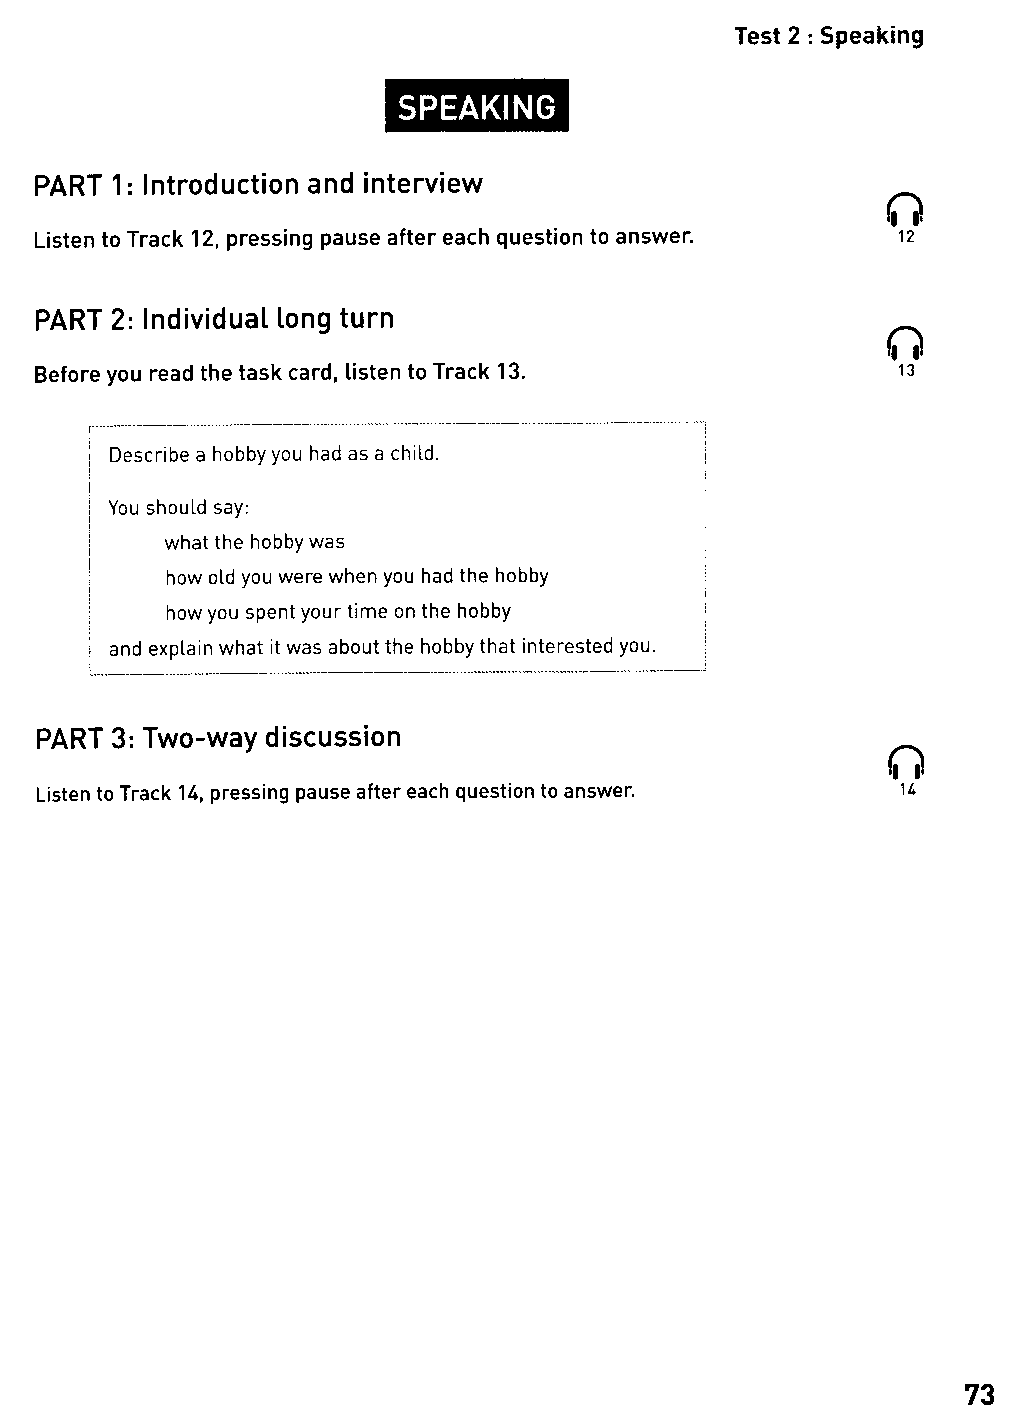 Test 2 : Speaking
SPEAKING
PART 1: Introduction and interview
Listen to Track 12, pressing pause after each question to answer.
12
PART 2: Individual long turn
Before you read the task card, listen to Track 13.
13
Describe a hobby you had as a child.
You should say:
what the hobby was
how old you were when you had the hobby
how you spent your time on the hobby
and explain what it was about the hobby that interested you.
PART 3: Two-way discussion
Listen to Track 14, pressing pause after each question to answer.
14
73